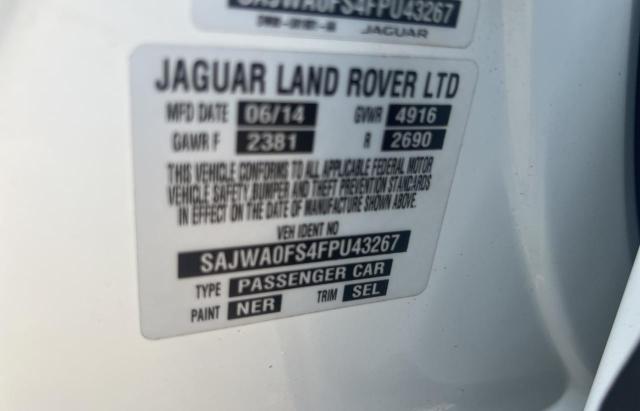 SAJWA0FS4FPU43267
JAGUAR
JAGUAR LAND ROVER LTD
MFD DATE 06/14 GVWR 4916
GAWR F 2381 R 2690
THIS VEHICLE CONFORMS TO ALL APPLICABLE FEDERAL MOTOR
VEHICLE SAFETY BUMPER AND THEFT PREVENTION STANDARDS
IN EFFECT ON THE DATE OF MANUFACTURE SHOWN ABOVE.
VEH IDENT NO
SAJWA0FS4FPU43267
TYPE PASSENGER CAR
PAINT NER TRIM SEL